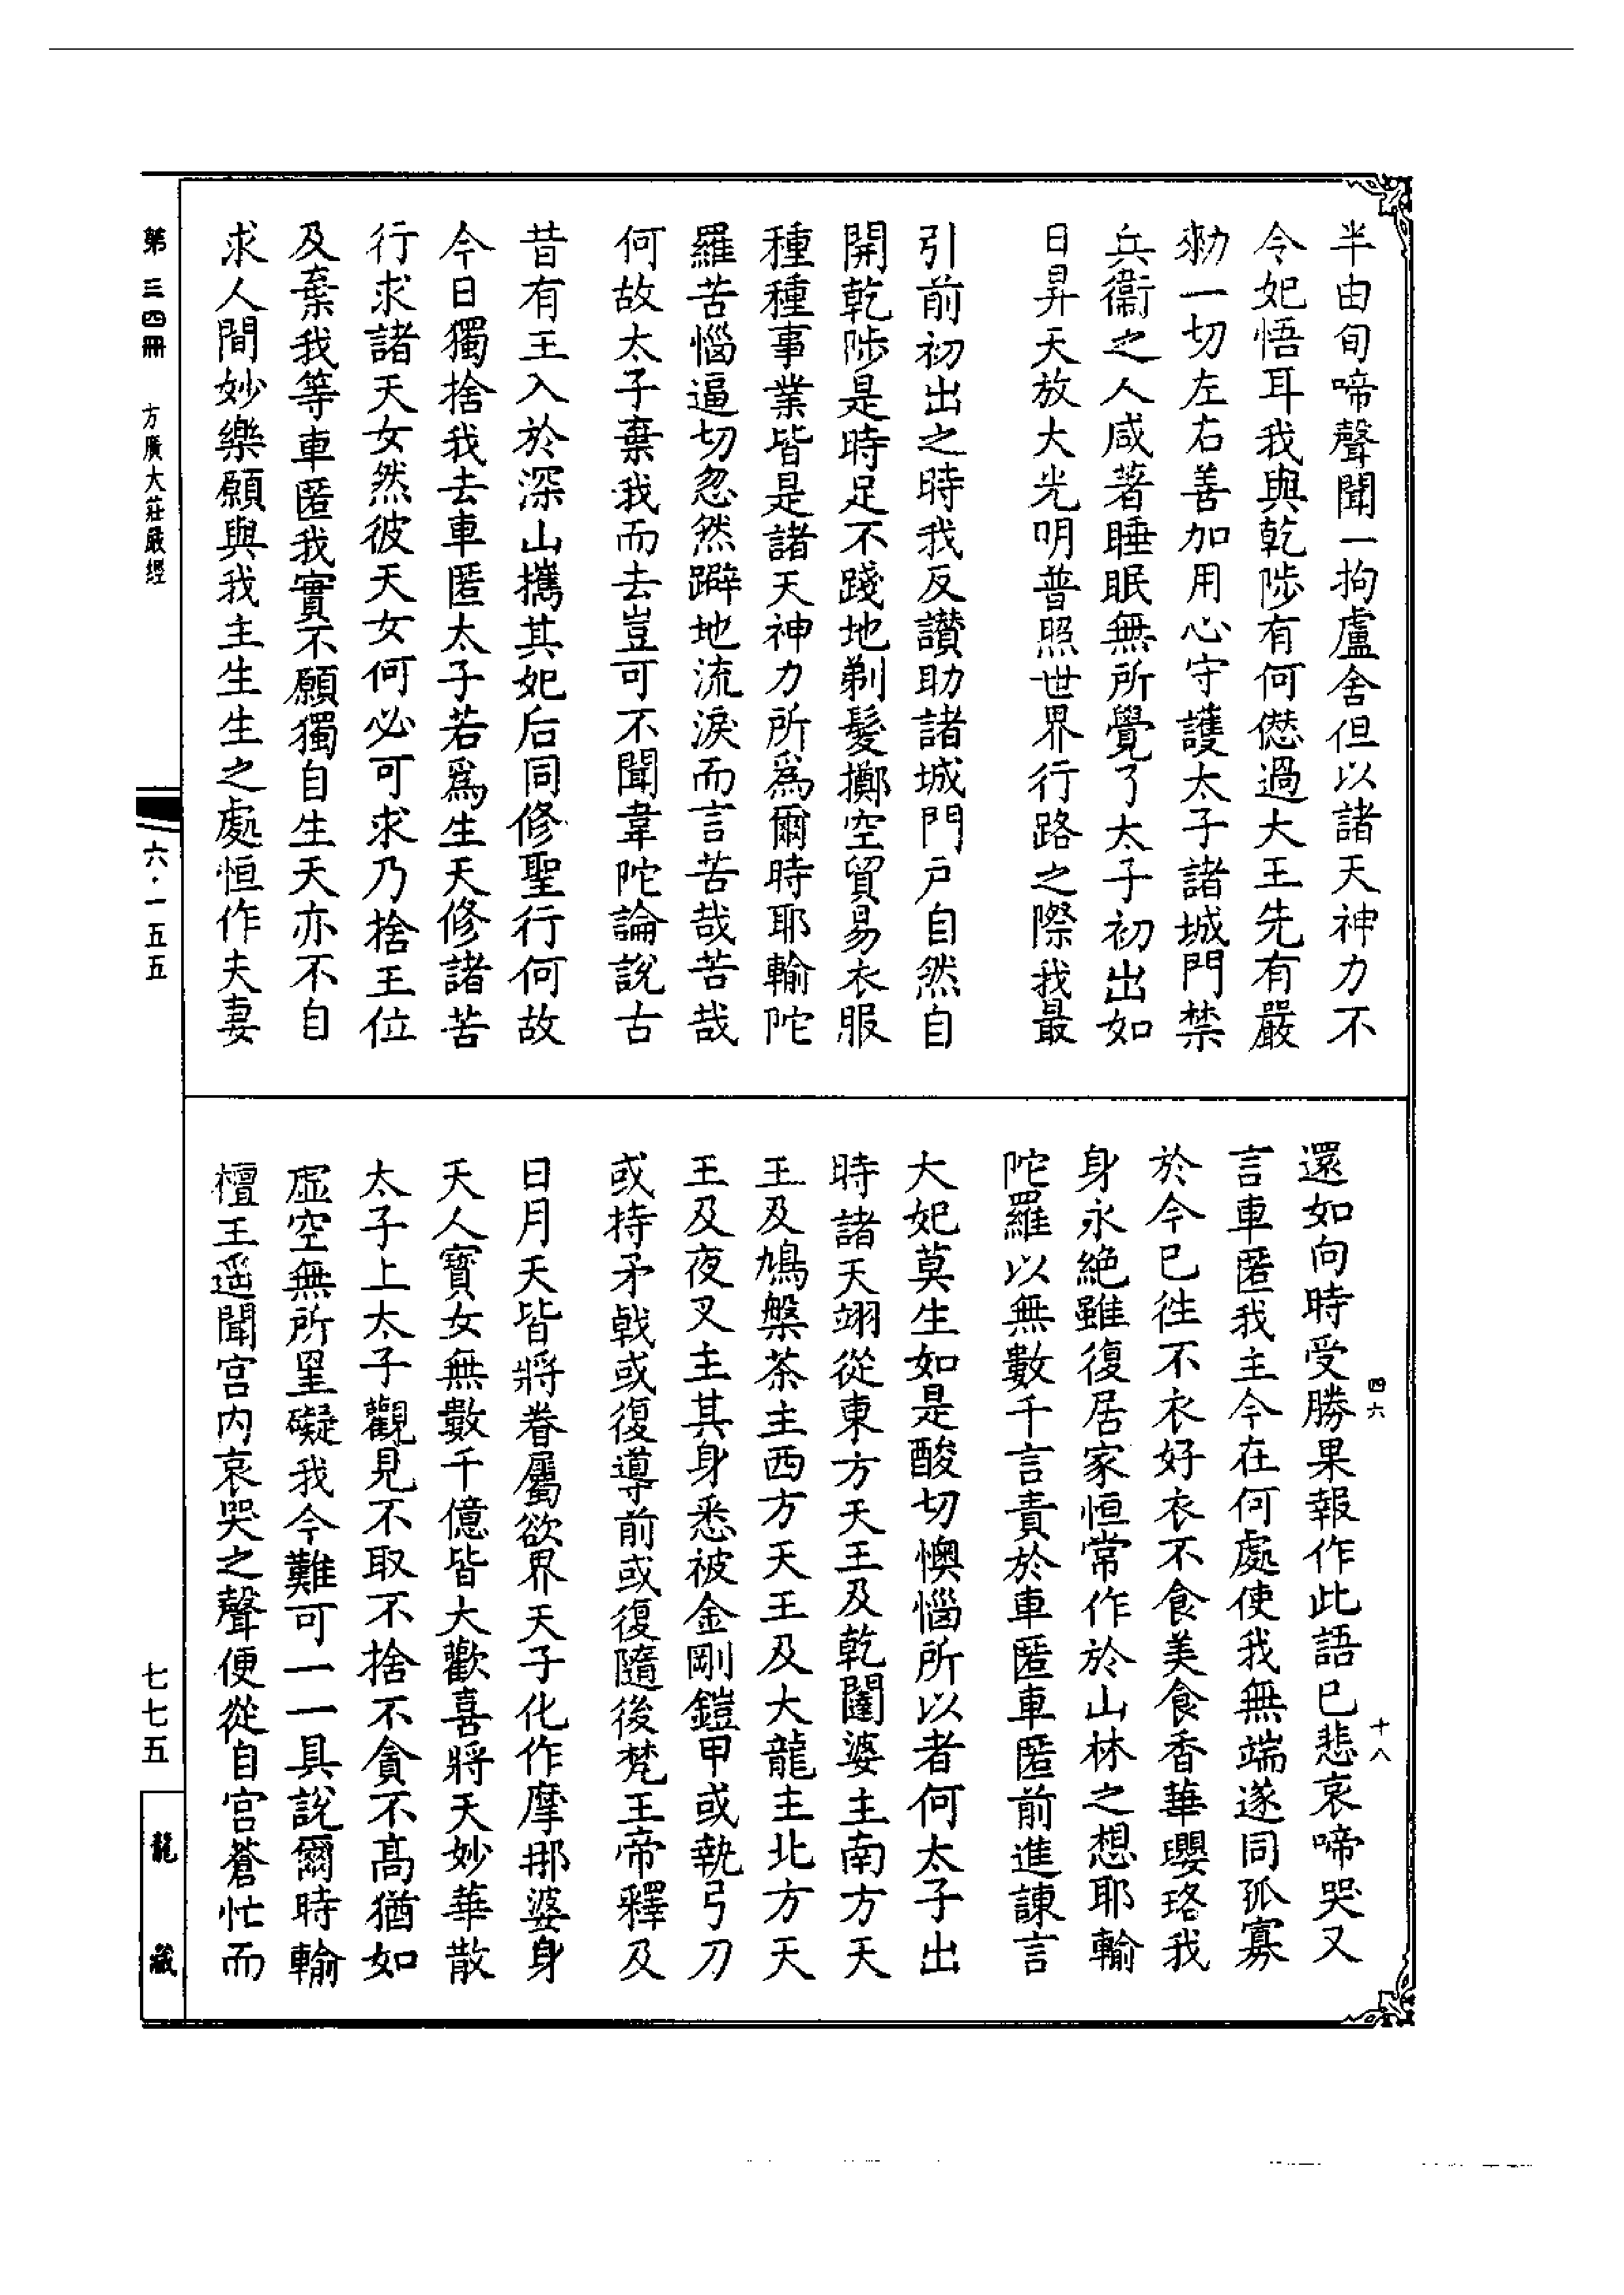 半由旬啼聲聞一拘盧舍但以諸天神力不
令妃悟耳我與乾陟有何僁過大王先有嚴
勑一切左右善加用心守護太子諸城門禁
兵衞之人咸著睡眠無所覺了太子初出如
日昇天放大光明普照世界行路之際我最
引前初出之時我反讚助諸城門戶自然自
開乾陟是時足不踐地剃髮擲空貿易衣服
種種事業皆是諸天神力所爲爾時耶輸陀
羅苦惱逼切忽然躃地流淚而言苦哉苦哉
何故太子棄我而去豈可不聞韋陀論說古
昔有王入於深山攜其妃后同修聖行何故
今日獨捨我去車匿太子若爲生天修諸苦
行求諸天女然彼天女何必可求乃捨王位
及棄我等車匿我實不願獨自生天亦不自
求人間妙樂願與我主生生之處恒作夫妻
還如向時受勝果報作此語已悲哀啼哭又
言車匿我主今在何處使我無端遂同孤寡
於今已徃不衣好衣不食美食香華瓔珞我
身永絶雖復居家恒常作於山林之想耶輸
陀羅以無數千言責於車匿車匿前進諫言
大妃莫生如是酸切懊惱所以者何太子出
時諸天翊從東方天王及乾闥婆主南方天
王及鳩槃茶主西方天王及大龍主北方天
王及夜叉主其身悉被金剛鎧甲或執弓刀
或持矛戟或復導前或復隨後梵王帝釋及
日月天皆將眷屬欲界天子化作摩那婆身
天人寶女無數千億皆大歡喜將天妙華散
太子上太子觀見不取不捨不貪不高猶如
虛空無所罣礙我今難可一一具說爾時輸
檀王遥聞宮内哀哭之聲便從自宮蒼忙而
四六
十八
第三四冊 方廣大莊嚴經
六·一五五
七七五
龍藏